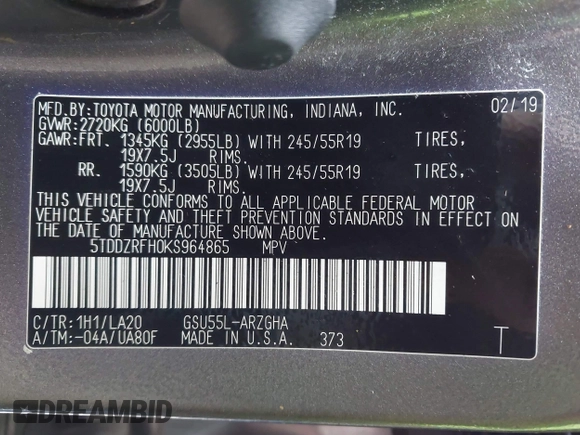 MFD.BY:TOYOTA MOTOR MANUFACTURING, INDIANA, INC. 02/19
GVWR:2720KG (6000LB)
GAWR:FRT. 1345KG (2955LB) WITH 245/55R19 TIRES,
19X7.5J RIMS.
RR. 1590KG (3505LB) WITH 245/55R19 TIRES,
19X7.5J RIMS.
THIS VEHICLE CONFORMS TO ALL APPLICABLE FEDERAL MOTOR
VEHICLE SAFETY AND THEFT PREVENTION STANDARDS IN EFFECT ON
THE DATE OF MANUFACTURE SHOWN ABOVE.
5TDDZRFH0KS964865 MPV
C/TR:1H1/LA20 GSU55L-ARZGHA
A/TM:-04A/UA80F MADE IN U.S.A. 373 T
DREAMBID